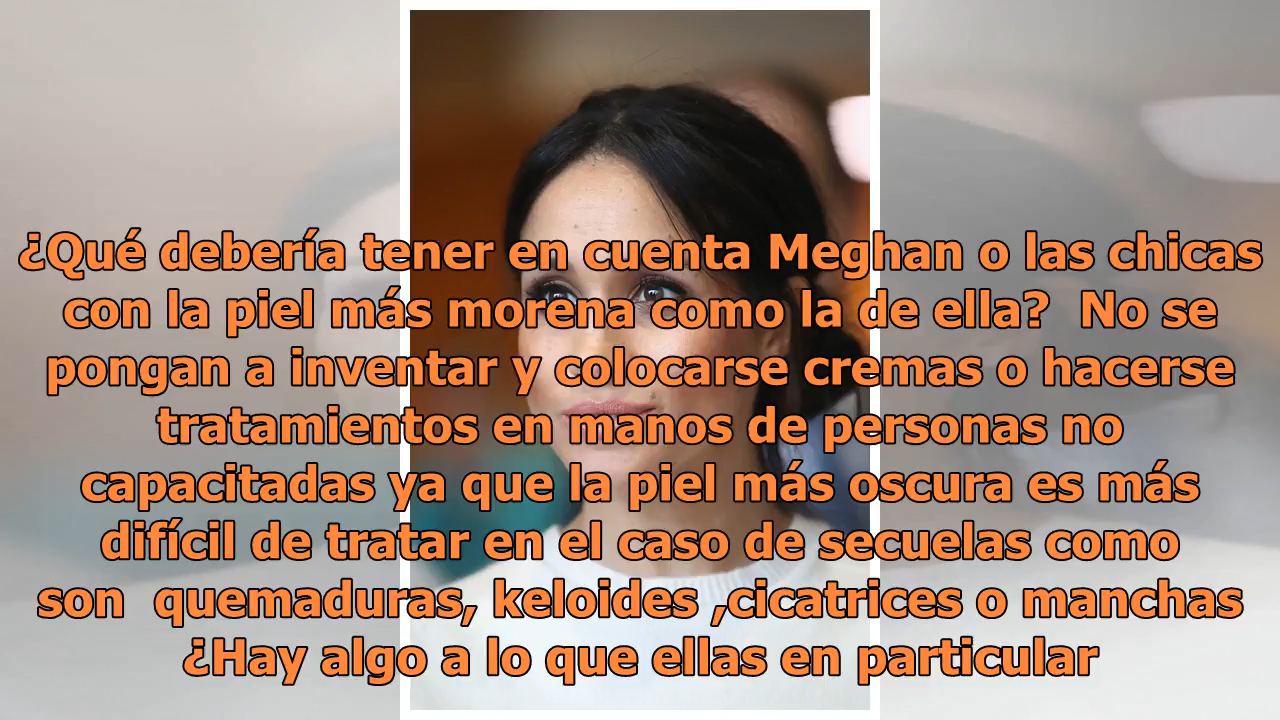 ¿Qué debería tener en cuenta Meghan o las chicas
con la piel más morena como la de ella?  No se
pongan a inventar y colocarse cremas o hacerse
tratamientos en manos de personas no
capacitadas ya que la piel más oscura es más
difícil de tratar en el caso de secuelas como
son  quemaduras, keloides ,cicatrices o manchas
¿Hay algo a lo que ellas en particular